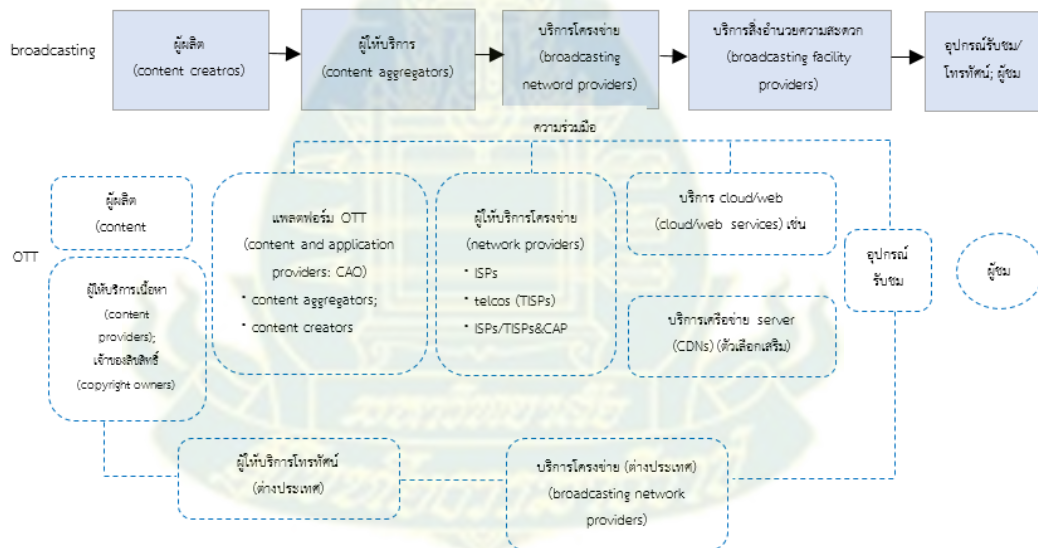 broadcasting
ผู้ผลิต
(content creatros)
ผู้ให้บริการ
(content aggregators)
บริการโครงข่าย
(broadcasting
netword providers)
บริการสิ่งอำนวยความสะดวก
(broadcasting facility
providers)
อุปกรณ์รับชม/
โทรทัศน์; ผู้ชม
ความร่วมมือ
OTT
ผู้ผลิต
(content
ผู้ให้บริการเนื้อหา
(content
providers);
เจ้าของลิขสิทธิ์
(copyright owners)
แพลตฟอร์ม OTT
(content and application
providers: CAO)
* content aggregators;
* content creators
ผู้ให้บริการโครงข่าย
(network providers)
* ISPs
* telcos (TISPs)
* ISPs/TISPs&CAP
บริการ cloud/web
(cloud/web services) เช่น
บริการเครือข่าย server
(CDNs) (ตัวเลือกเสริม)
อุปกรณ์
รับชม
ผู้ชม
ผู้ให้บริการโทรทัศน์
(ต่างประเทศ)
บริการโครงข่าย (ต่างประเทศ)
(broadcasting network
providers)